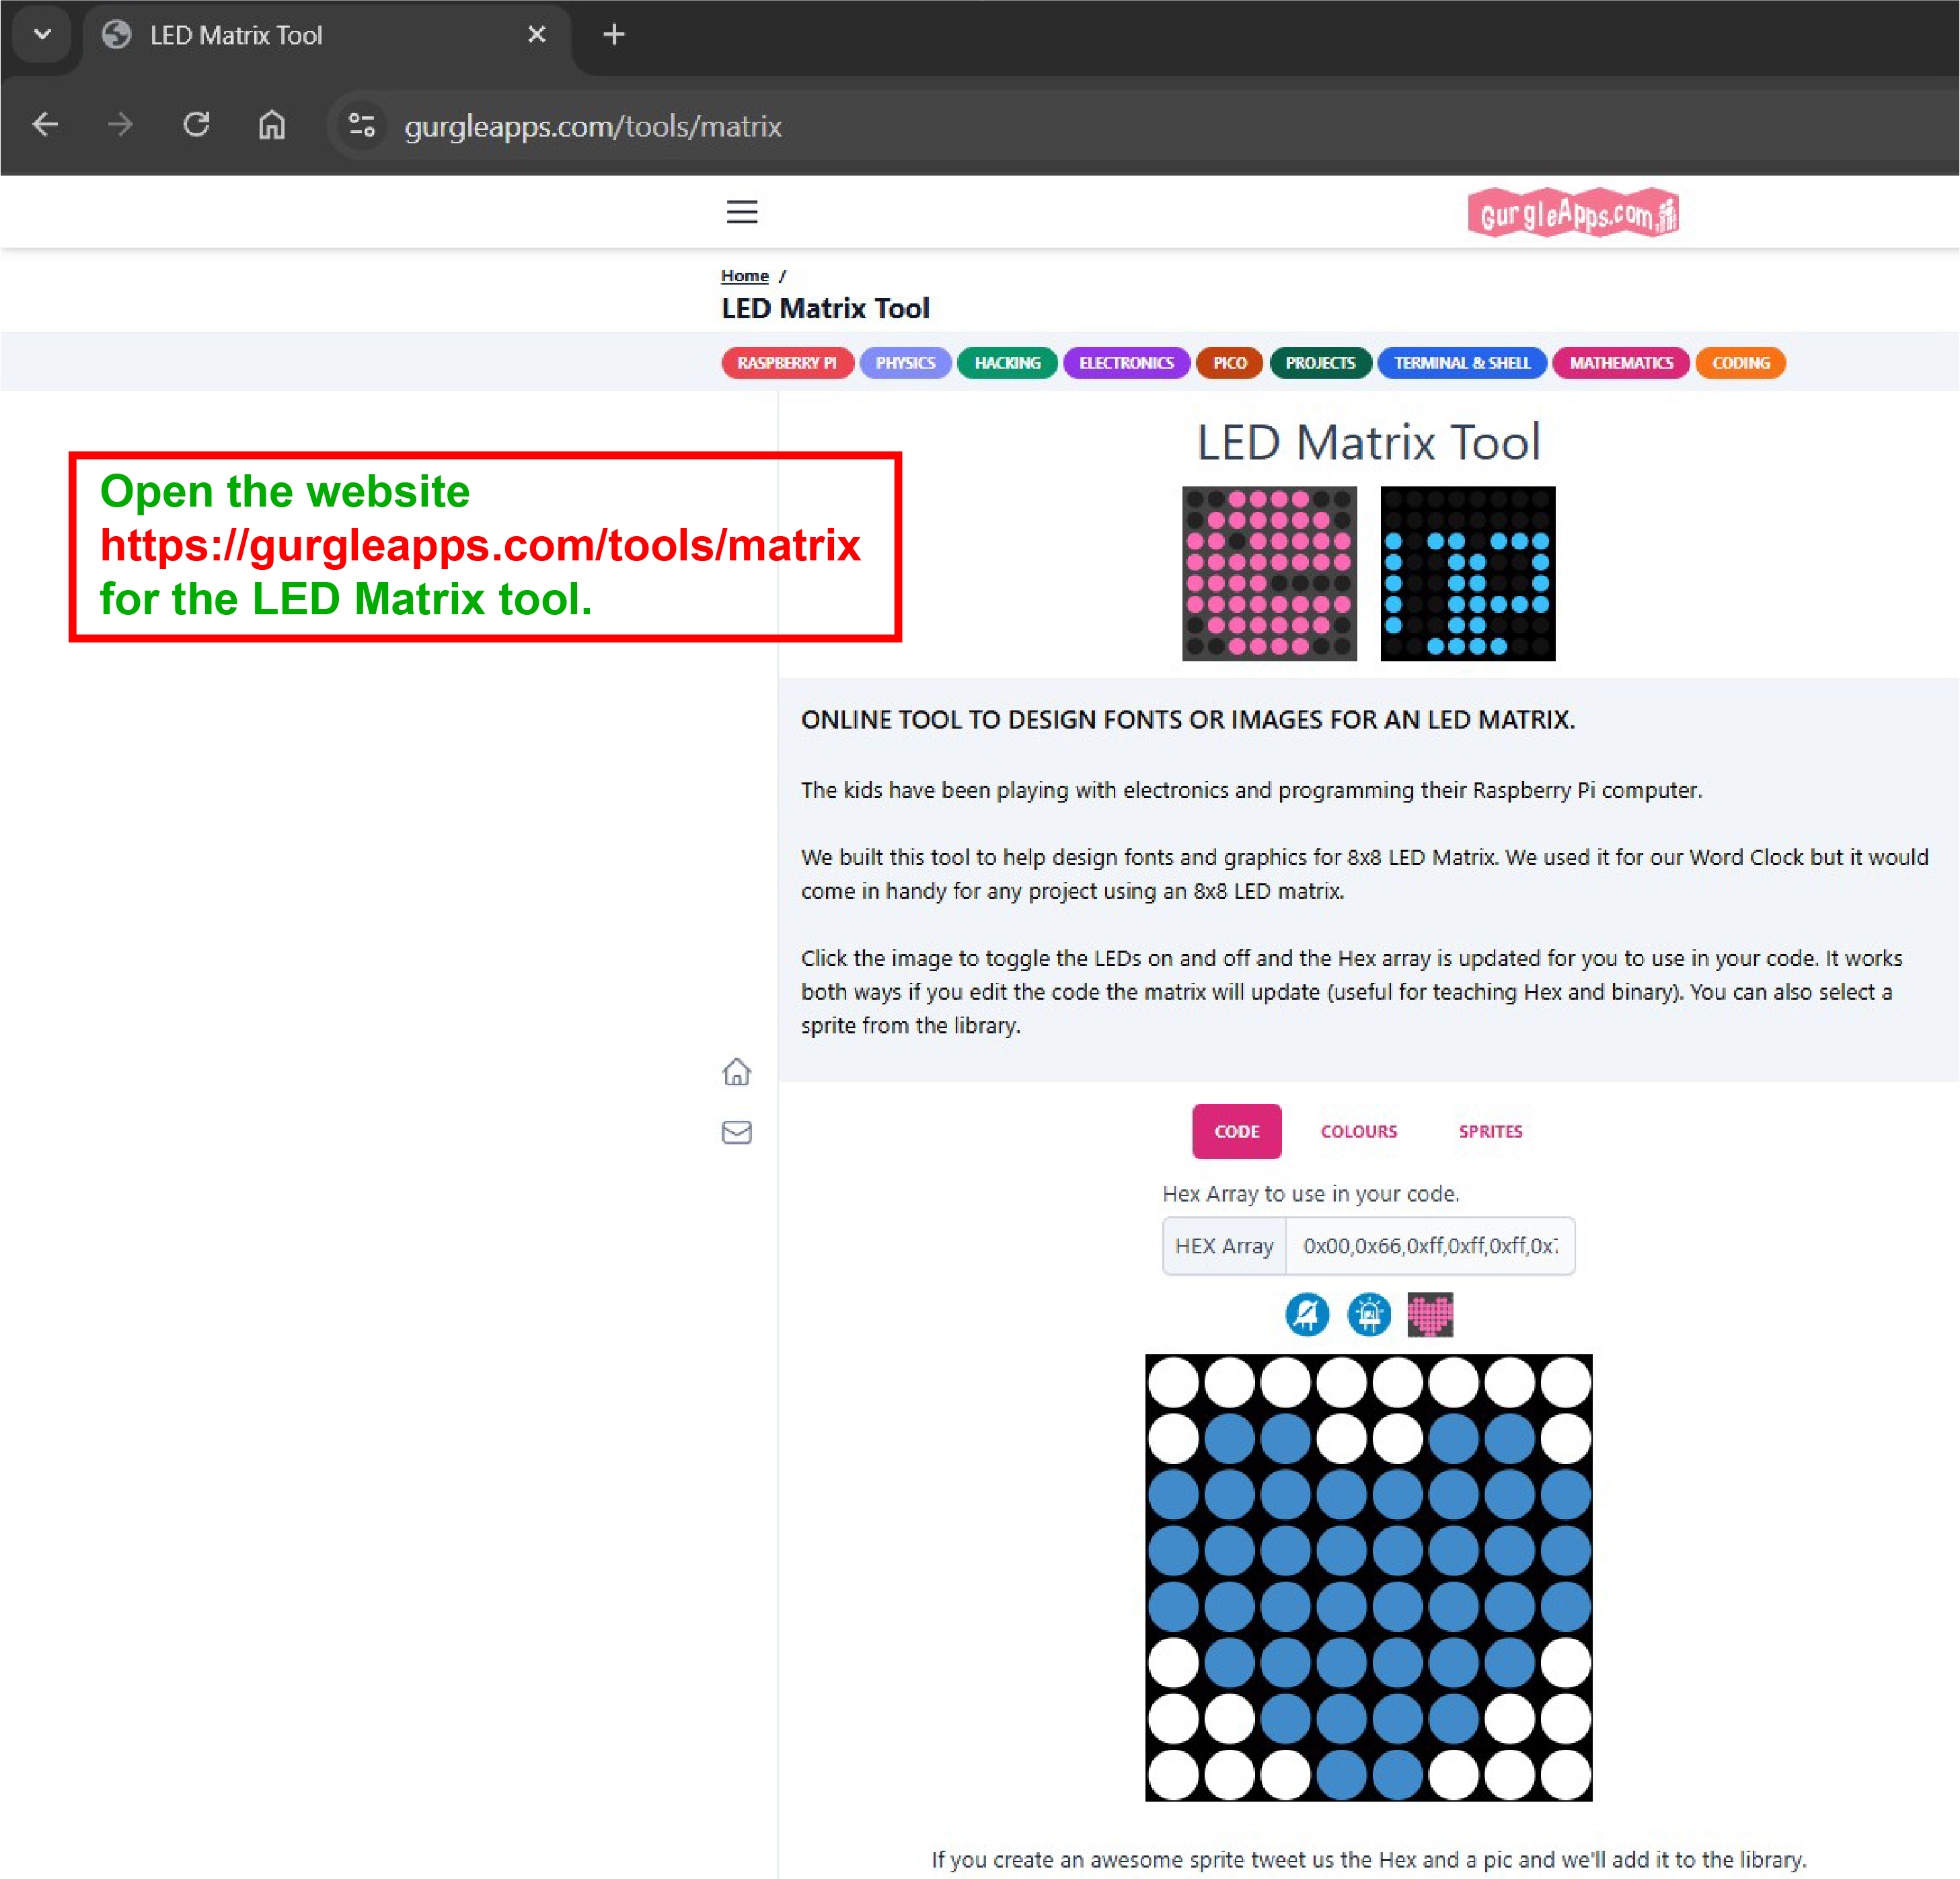 LED Matrix Tool
gurgleapps.com/tools/matrix
GurgleApps.com
Home /
LED Matrix Tool
RASPBERRY PI PHYSICS HACKING ELECTRONICS PICO PROJECTS TERMINAL & SHELL MATHEMATICS CODING
LED Matrix Tool
Open the website
https://gurgleapps.com/tools/matrix
for the LED Matrix tool.
ONLINE TOOL TO DESIGN FONTS OR IMAGES FOR AN LED MATRIX.
The kids have been playing with electronics and programming their Raspberry Pi computer.
We built this tool to help design fonts and graphics for 8x8 LED Matrix. We used it for our Word Clock but it would
come in handy for any project using an 8x8 LED matrix.
Click the image to toggle the LEDs on and off and the Hex array is updated for you to use in your code. It works
both ways if you edit the code the matrix will update (useful for teaching Hex and binary). You can also select a
sprite from the library.
CODE COLOURS SPRITES
Hex Array to use in your code.
HEX Array 0x00,0x66,0xff,0xff,0xff,0x
If you create an awesome sprite tweet us the Hex and a pic and we'll add it to the library.